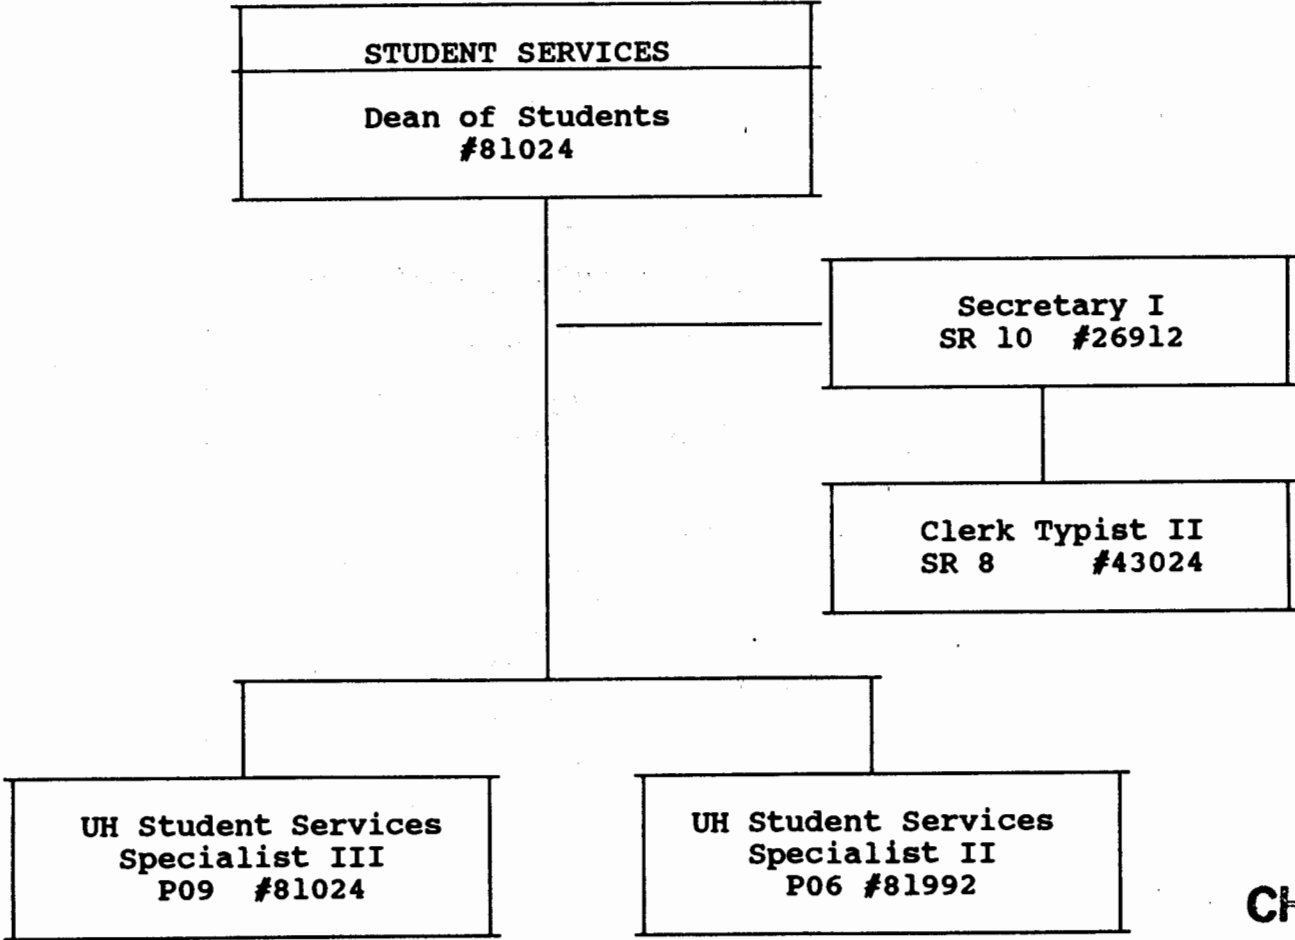 STUDENT SERVICES
Dean of Students
#81024
Secretary I
SR 10 #26912
Clerk Typist II
SR 8 #43024
UH Student Services
Specialist III
P09 #81024
UH Student Services
Specialist II
P06 #81992